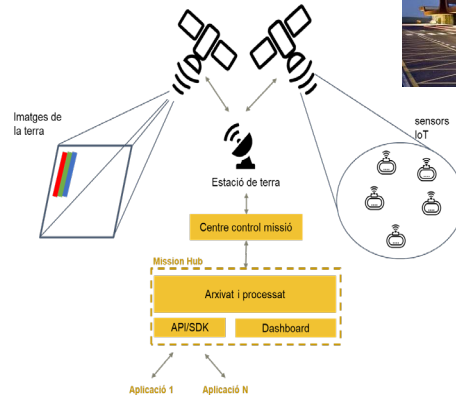 Imatges de
la terra
sensors
IoT
Estació de terra
Centre control missió
Mission Hub
Arxivat i processat
API/SDK
Dashboard
Aplicació 1
Aplicació N